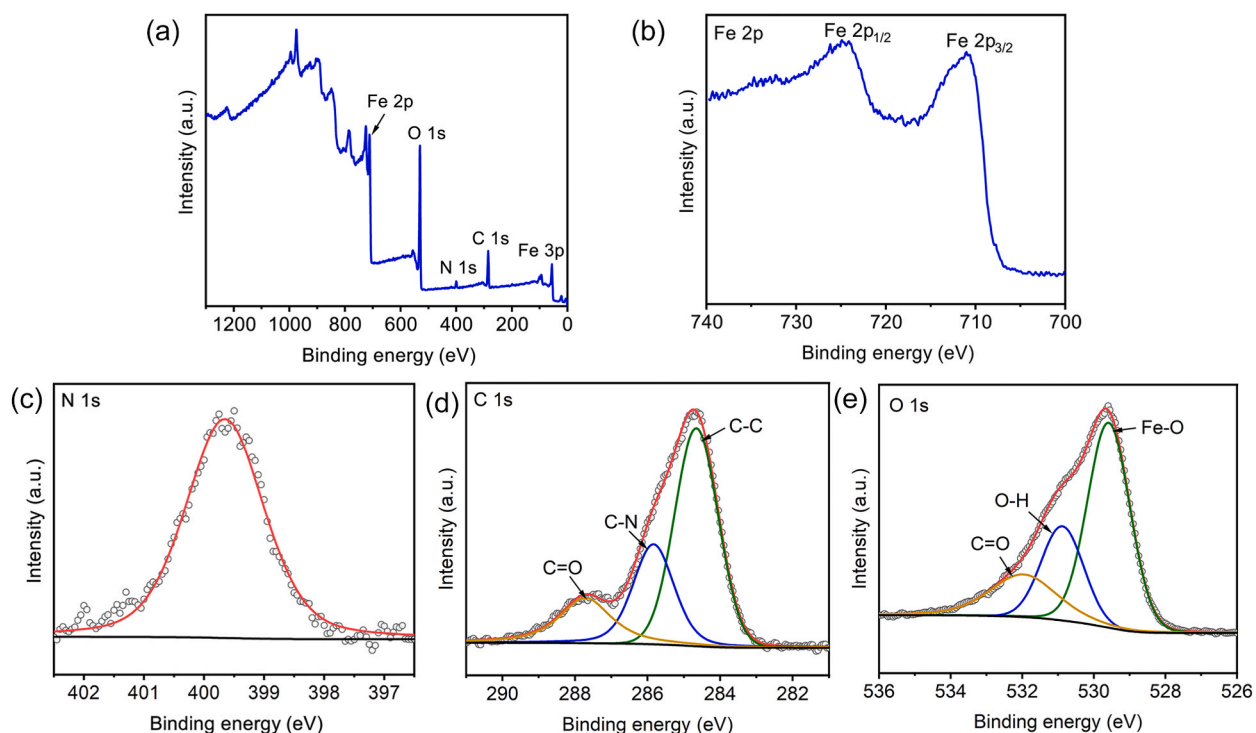 (a)
Fe 2p
O 1s
C 1s
N 1s
Fe 3p
Intensity (a.u.)
1200 1000 800 600 400 200 0
Binding energy (eV)
(b)
Fe 2p
Fe 2p1/2
Fe 2p3/2
Intensity (a.u.)
740 730 720 710 700
Binding energy (eV)
(c)
N 1s
Intensity (a.u.)
402 401 400 399 398 397
Binding energy (eV)
(d)
C 1s
C-C
C-N
C=O
Intensity (a.u.)
290 288 286 284 282
Binding energy (eV)
(e)
O 1s
Fe-O
O-H
C=O
Intensity (a.u.)
536 534 532 530 528 526
Binding energy (eV)